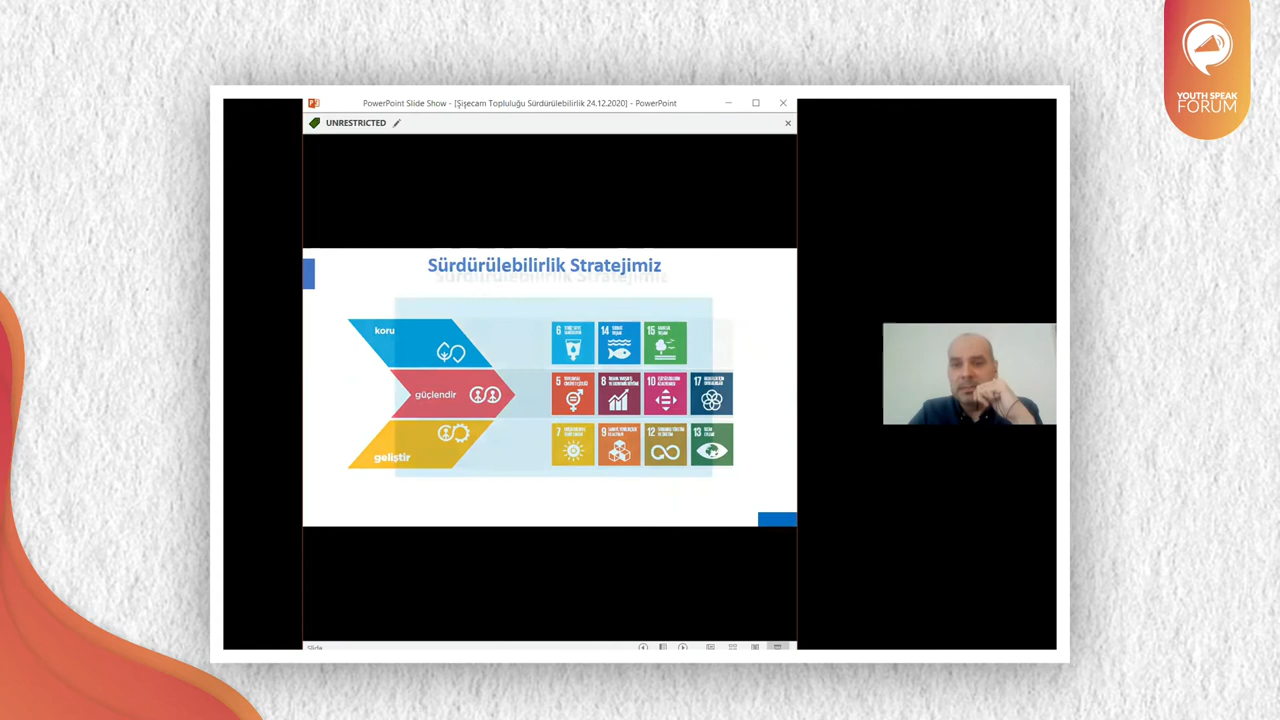 YOUTH SPEAK
FORUM
PowerPoint Slide Show - [Şişecam Topluluğu Sürdürülebilirlik 24.12.2020] - PowerPoint
UNRESTRICTED
Sürdürülebilirlik Stratejimiz
koru
6
14
15
güçlendir
5
8
10
17
geliştir
7
9
12
13
Slide